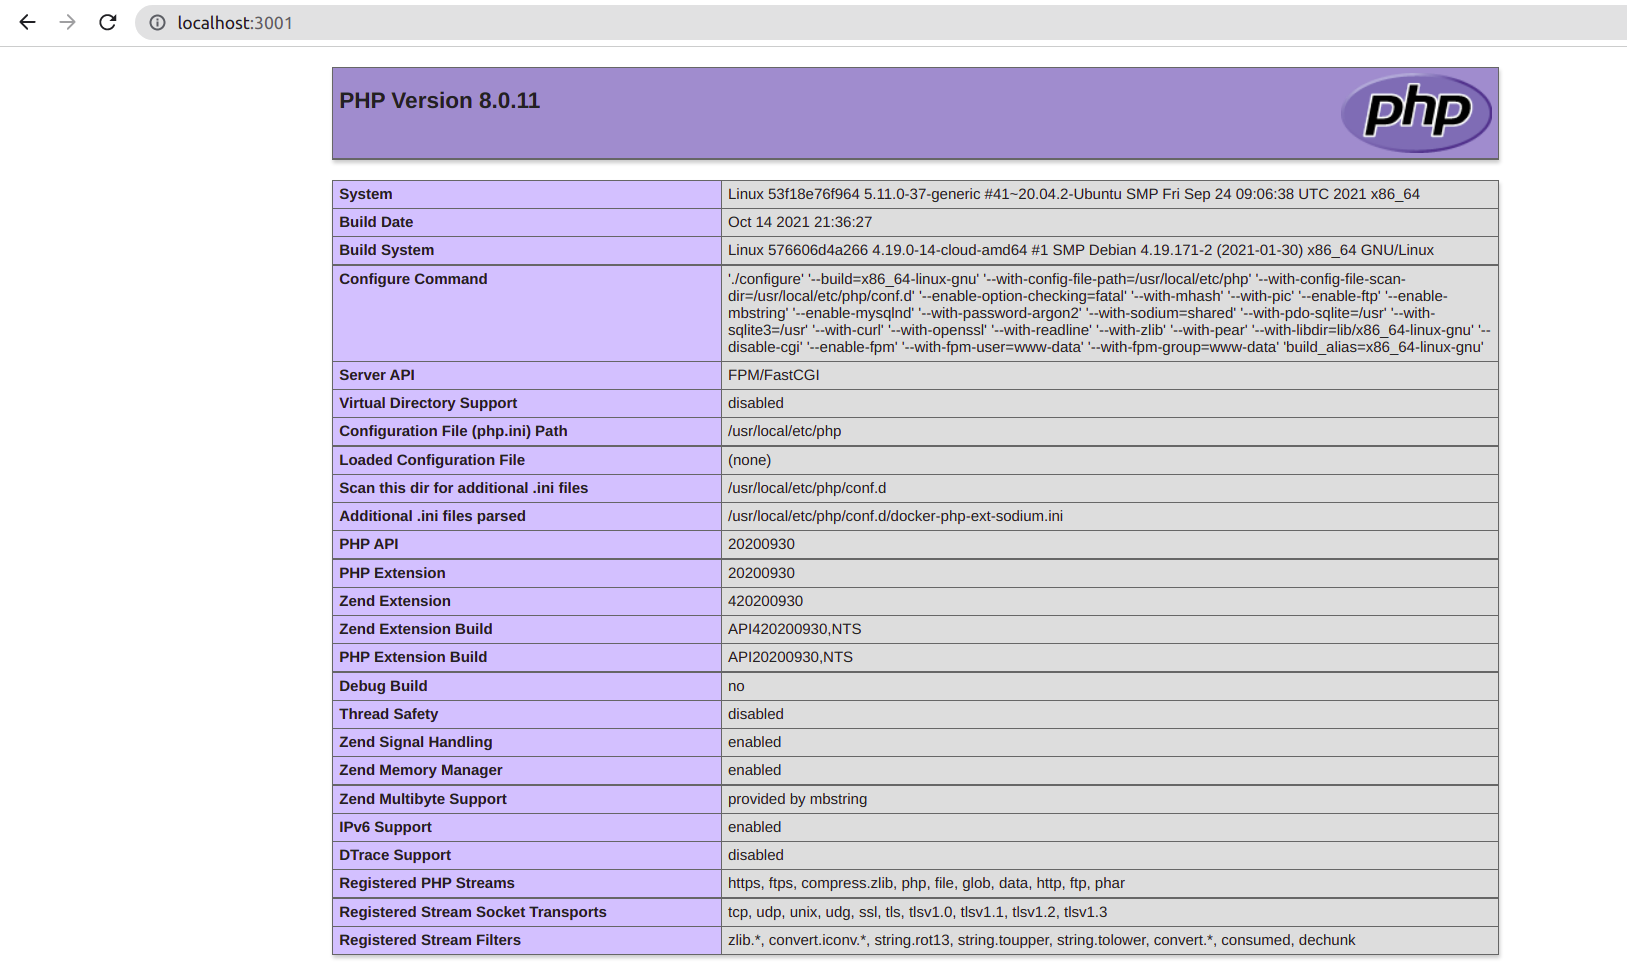 localhost:3001
PHP Version 8.0.11
php
System Linux 53f18e76f964 5.11.0-37-generic #41~20.04.2-Ubuntu SMP Fri Sep 24 09:06:38 UTC 2021 x86_64
Build Date Oct 14 2021 21:36:27
Build System Linux 576606d4a266 4.19.0-14-cloud-amd64 #1 SMP Debian 4.19.171-2 (2021-01-30) x86_64 GNU/Linux
Configure Command './configure' '--build=x86_64-linux-gnu' '--with-config-file-path=/usr/local/etc/php' '--with-config-file-scan-
dir=/usr/local/etc/php/conf.d' '--enable-option-checking=fatal' '--with-mhash' '--with-pic' '--enable-ftp' '--enable-
mbstring' '--enable-mysqlnd' '--with-password-argon2' '--with-sodium=shared' '--with-pdo-sqlite=/usr' '--with-
sqlite3=/usr' '--with-curl' '--with-openssl' '--with-readline' '--with-zlib' '--with-pear' '--with-libdir=lib/x86_64-linux-gnu' '--
disable-cgi' '--enable-fpm' '--with-fpm-user=www-data' '--with-fpm-group=www-data' 'build_alias=x86_64-linux-gnu'
Server API FPM/FastCGI
Virtual Directory Support disabled
Configuration File (php.ini) Path /usr/local/etc/php
Loaded Configuration File (none)
Scan this dir for additional .ini files /usr/local/etc/php/conf.d
Additional .ini files parsed /usr/local/etc/php/conf.d/docker-php-ext-sodium.ini
PHP API 20200930
PHP Extension 20200930
Zend Extension 420200930
Zend Extension Build API420200930,NTS
PHP Extension Build API20200930,NTS
Debug Build no
Thread Safety disabled
Zend Signal Handling enabled
Zend Memory Manager enabled
Zend Multibyte Support provided by mbstring
IPv6 Support enabled
DTrace Support disabled
Registered PHP Streams https, ftps, compress.zlib, php, file, glob, data, http, ftp, phar
Registered Stream Socket Transports tcp, udp, unix, udg, ssl, tls, tlsv1.0, tlsv1.1, tlsv1.2, tlsv1.3
Registered Stream Filters zlib.*, convert.iconv.*, string.rot13, string.toupper, string.tolower, convert.*, consumed, dechunk